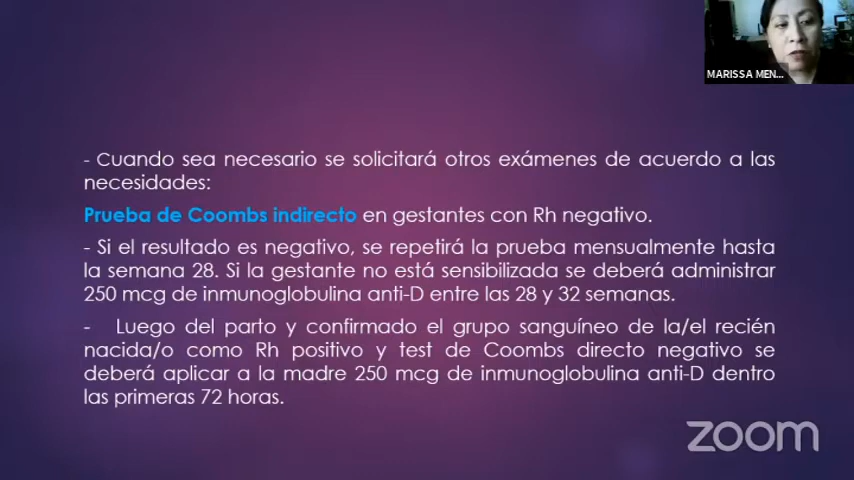 MARISSA MEN...
- Cuando sea necesario se solicitará otros exámenes de acuerdo a las
necesidades:
Prueba de Coombs indirecto en gestantes con Rh negativo.
- Si el resultado es negativo, se repetirá la prueba mensualmente hasta
la semana 28. Si la gestante no está sensibilizada se deberá administrar
250 mcg de inmunoglobulina anti-D entre las 28 y 32 semanas.
- Luego del parto y confirmado el grupo sanguíneo de la/el recién
nacida/o como Rh positivo y test de Coombs directo negativo se
deberá aplicar a la madre 250 mcg de inmunoglobulina anti-D dentro
las primeras 72 horas.
zoom